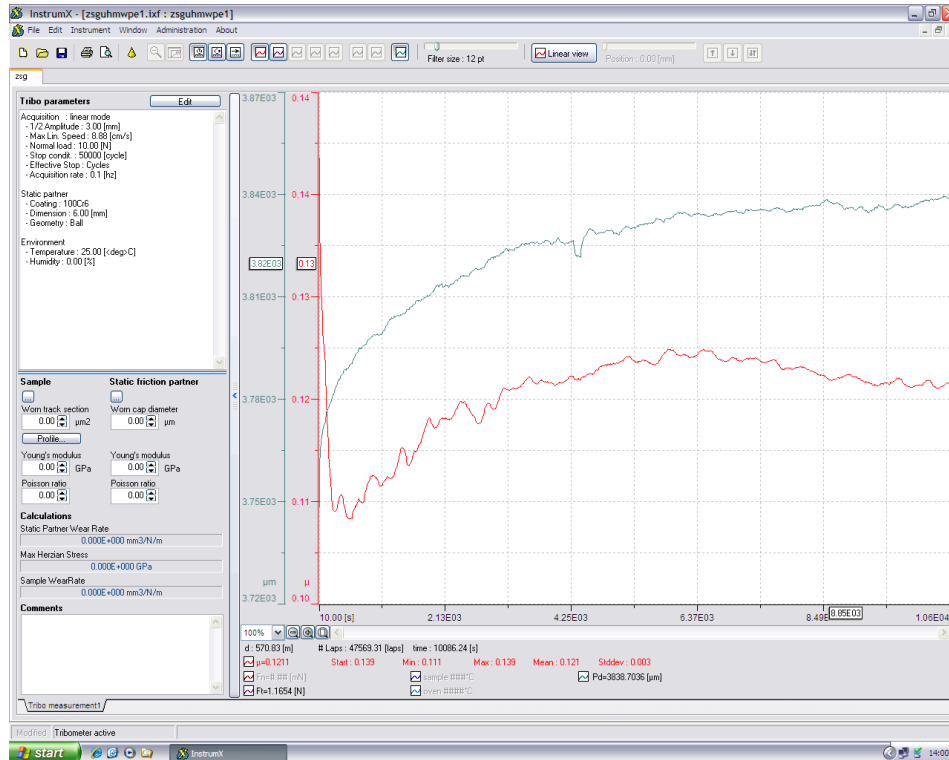 InstrumX - [zsguhmwpe1.ixf : zsguhmwpe1]
File Edit Instrument Window Administration About
Filter size : 12 pt
Linear view
Position : 0.00 [mm]
zsg
Tribo parameters
Edit
Acquisition : linear mode
- 1/2 Amplitude : 3.00 [mm]
- Max Lin. Speed : 8.88 [cm/s]
- Normal load : 10.00 [N]
- Stop condit. : 50000 [cycle]
- Effective Stop : Cycles
- Acquisition rate : 0.1 [hz]
Static partner
- Coating : 100Cr6
- Dimension : 6.00 [mm]
- Geometry : Ball
Environment
- Temperature : 25.00 [<deg>C]
- Humidity : 0.00 [%]
Sample Static friction partner
... ...
Worn track section Worn cap diameter
0.00 µm2 0.00 µm
Profile...
Young's modulus Young's modulus
0.00 GPa 0.00 GPa
Poisson ratio Poisson ratio
0.00 0.00
Calculations
Static Partner Wear Rate
0.000E+000 mm3/N/m
Max Herzian Stress
0.000E+000 GPa
Sample WearRate
0.000E+000 mm3/N/m
Comments
3.87E03 0.14
3.84E03 0.14
3.82E03 0.13
3.81E03 0.13
3.78E03 0.12
3.75E03 0.11
µm µ
3.72E03 0.10
10.00 [s] 2.13E03 4.25E03 6.37E03 8.49E 8.85E03 1.06E04
100%
d : 570.83 [m] # Laps : 47569.31 [laps] time : 10086.24 [s]
µ=0.1211 Start : 0.139 Min : 0.111 Max : 0.139 Mean : 0.121 Stddev : 0.003
Fn=#.## [mN] sample ###°C Pd=3838.7036 [µm]
Ft=1.1654 [N] oven ####°C
Tribo measurement1
Modified Tribometer active
start InstrumX 14:00